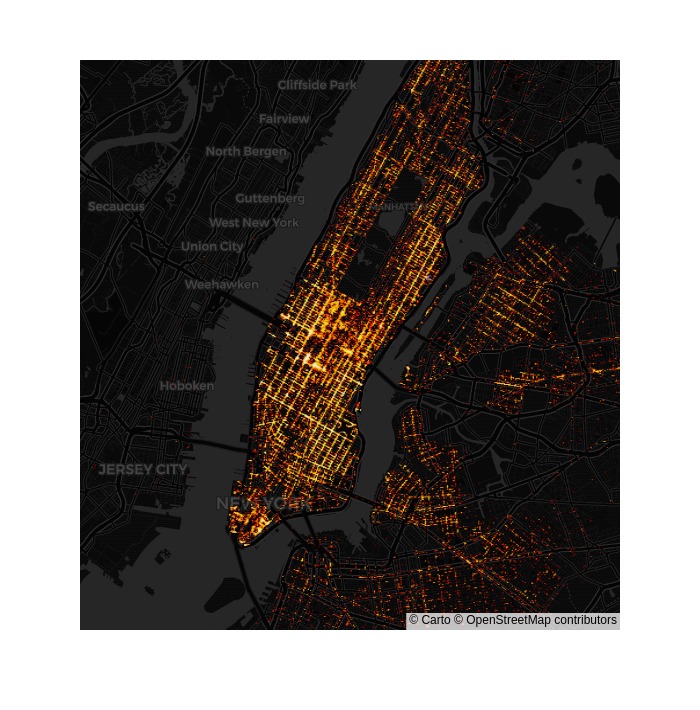 Cliffside Park
Fairview
North Bergen
Guttenberg
Secaucus
MANHATTAN
West New York
Union City
Weehawken
Hoboken
JERSEY CITY
NEW YORK
© Carto © OpenStreetMap contributors